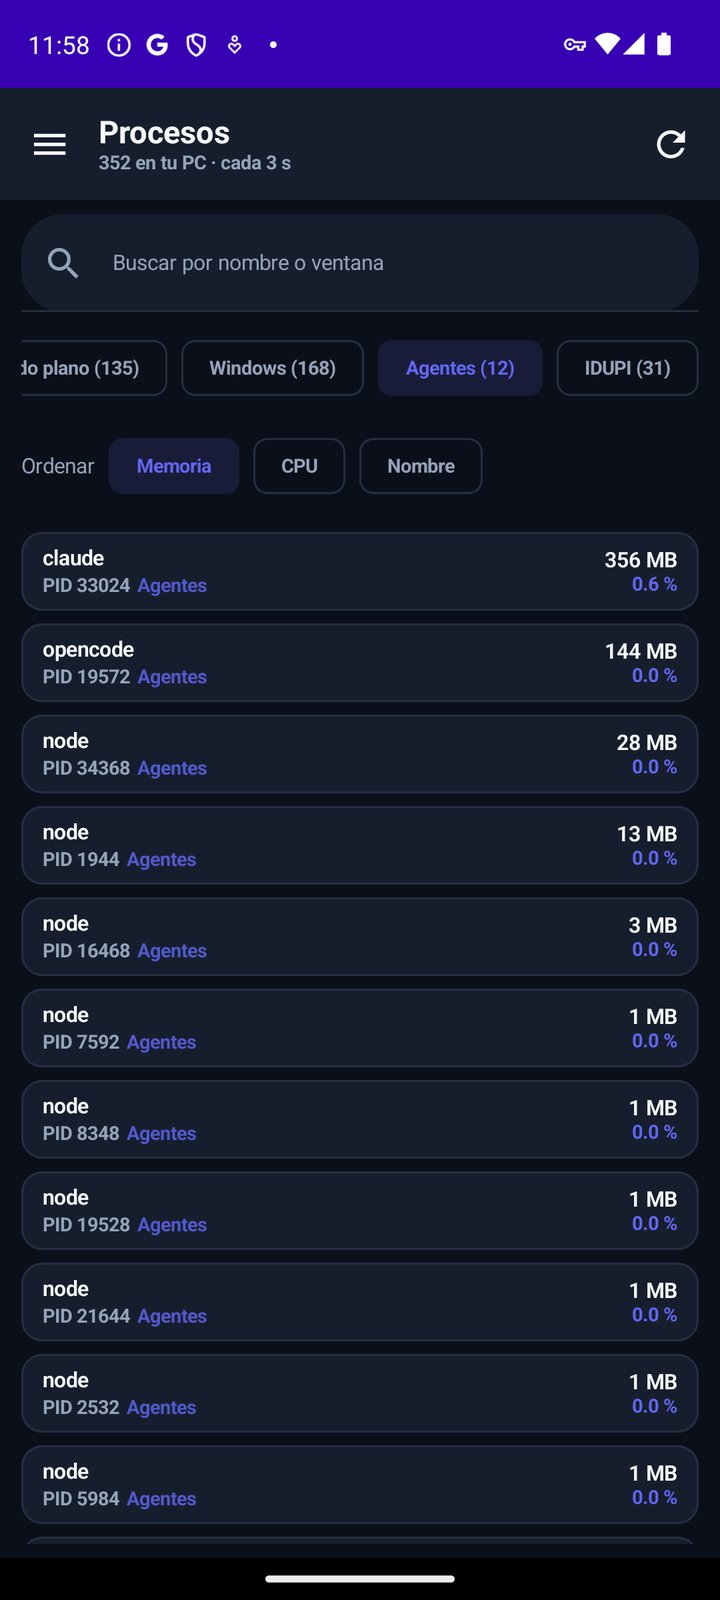 11:58
Procesos
352 en tu PC · cada 3 s
Buscar por nombre o ventana
do plano (135) Windows (168) Agentes (12) IDUPI (31)
Ordenar Memoria CPU Nombre
claude 356 MB
PID 33024 Agentes 0.6 %
opencode 144 MB
PID 19572 Agentes 0.0 %
node 28 MB
PID 34368 Agentes 0.0 %
node 13 MB
PID 1944 Agentes 0.0 %
node 3 MB
PID 16468 Agentes 0.0 %
node 1 MB
PID 7592 Agentes 0.0 %
node 1 MB
PID 8348 Agentes 0.0 %
node 1 MB
PID 19528 Agentes 0.0 %
node 1 MB
PID 21644 Agentes 0.0 %
node 1 MB
PID 2532 Agentes 0.0 %
node 1 MB
PID 5984 Agentes 0.0 %